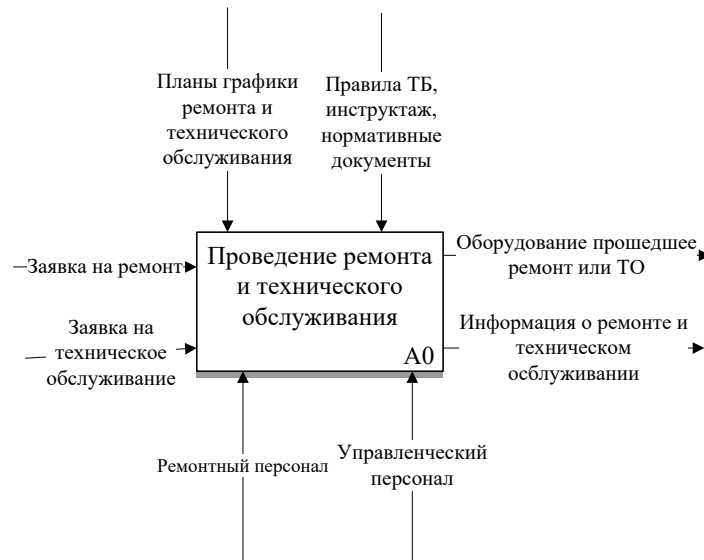 Планы графики
ремонта и
технического
обслуживания
Правила ТБ,
инструктаж,
нормативные
документы
Заявка на ремонт
Заявка на
техническое
обслуживание
Проведение ремонта
и технического
обслуживания
A0
Оборудование прошедшее
ремонт или ТО
Информация о ремонте и
техническом
осблуживании
Ремонтный персонал
Управленческий
персонал